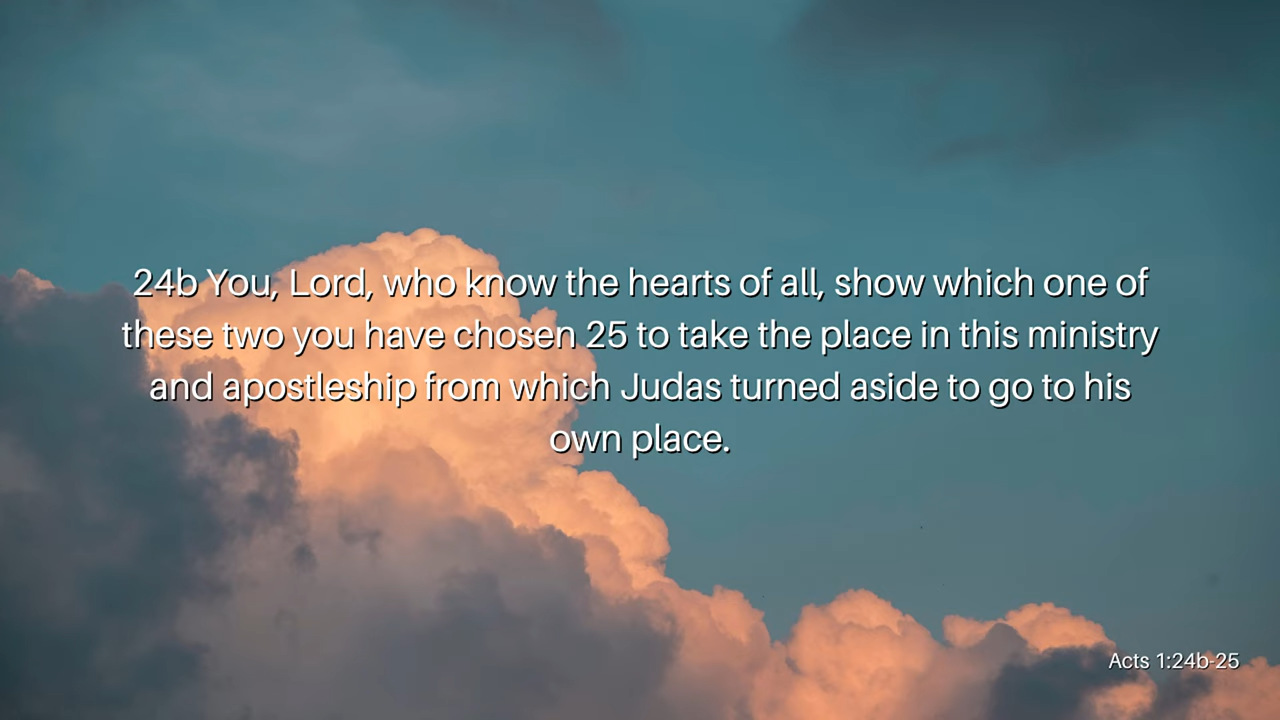 24b You, Lord, who know the hearts of all, show which one of
these two you have chosen 25 to take the place in this ministry
and apostleship from which Judas turned aside to go to his
own place.
Acts 1:24b-25